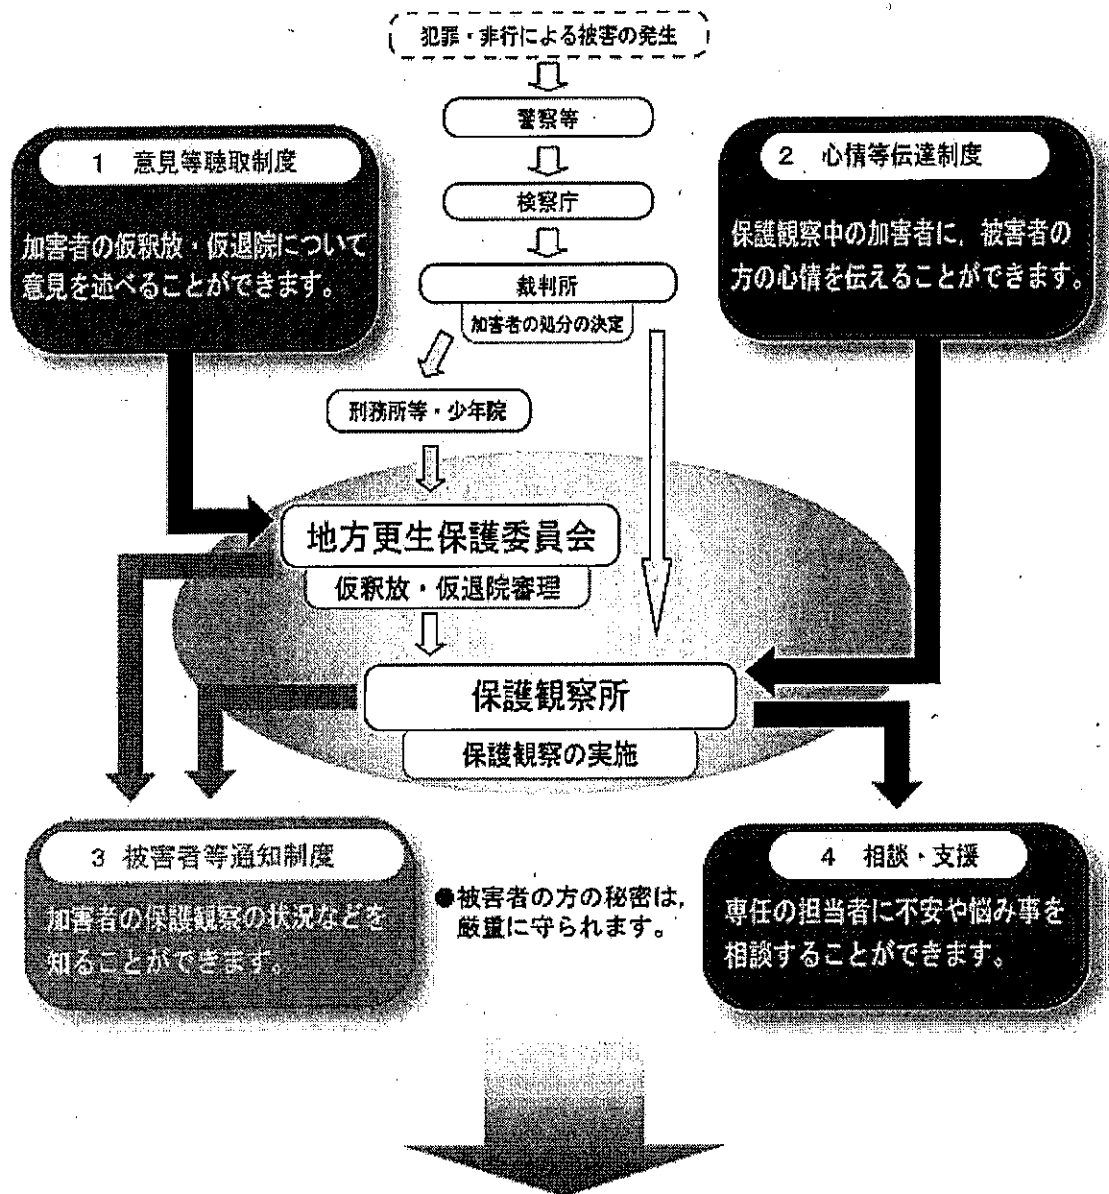 犯罪・非行による被害の発生
警察等
検察庁
裁判所
加害者の処分の決定
刑務所等・少年院
1 意見等聴取制度
加害者の仮釈放・仮退院について
意見を述べることができます。
2 心情等伝達制度
保護観察中の加害者に，被害者の
方の心情を伝えることができます。
地方更生保護委員会
仮釈放・仮退院審理
保護観察所
保護観察の実施
3 被害者等通知制度
加害者の保護観察の状況などを
知ることができます。
●被害者の方の秘密は，
厳重に守られます。
4 相談・支援
専任の担当者に不安や悩み事を
相談することができます。